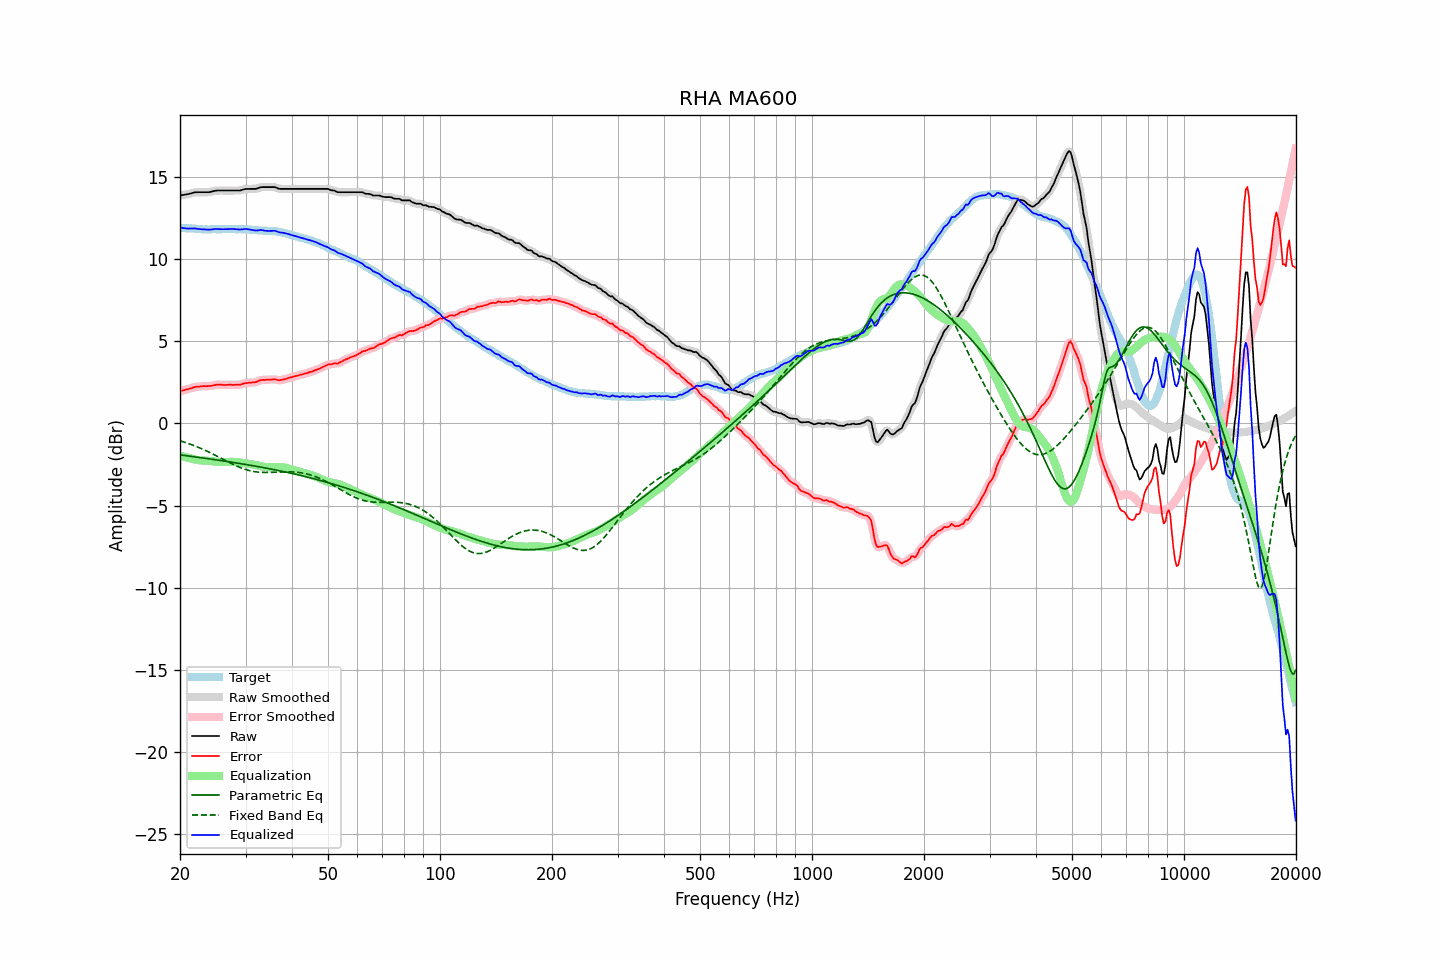 RHA MA600
Amplitude (dBr)
15
10
5
0
−5
−10
−15
−20
−25
Target
Raw Smoothed
Error Smoothed
Raw
Error
Equalization
Parametric Eq
Fixed Band Eq
Equalized
20
50
100
200
500
1000
2000
5000
10000
20000
Frequency (Hz)